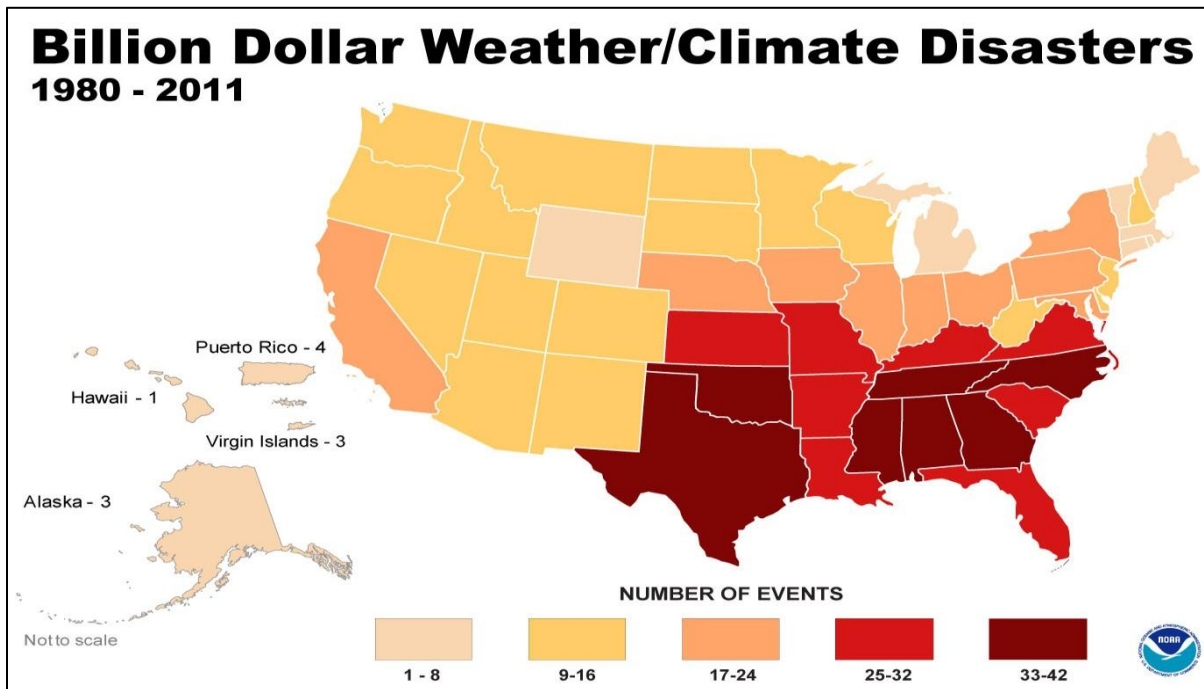 Billion Dollar Weather/Climate Disasters
1980 - 2011
Puerto Rico - 4
Hawaii - 1
Virgin Islands - 3
Alaska - 3
Not to scale
NUMBER OF EVENTS
1 - 8
9-16
17-24
25-32
33-42
NOAA